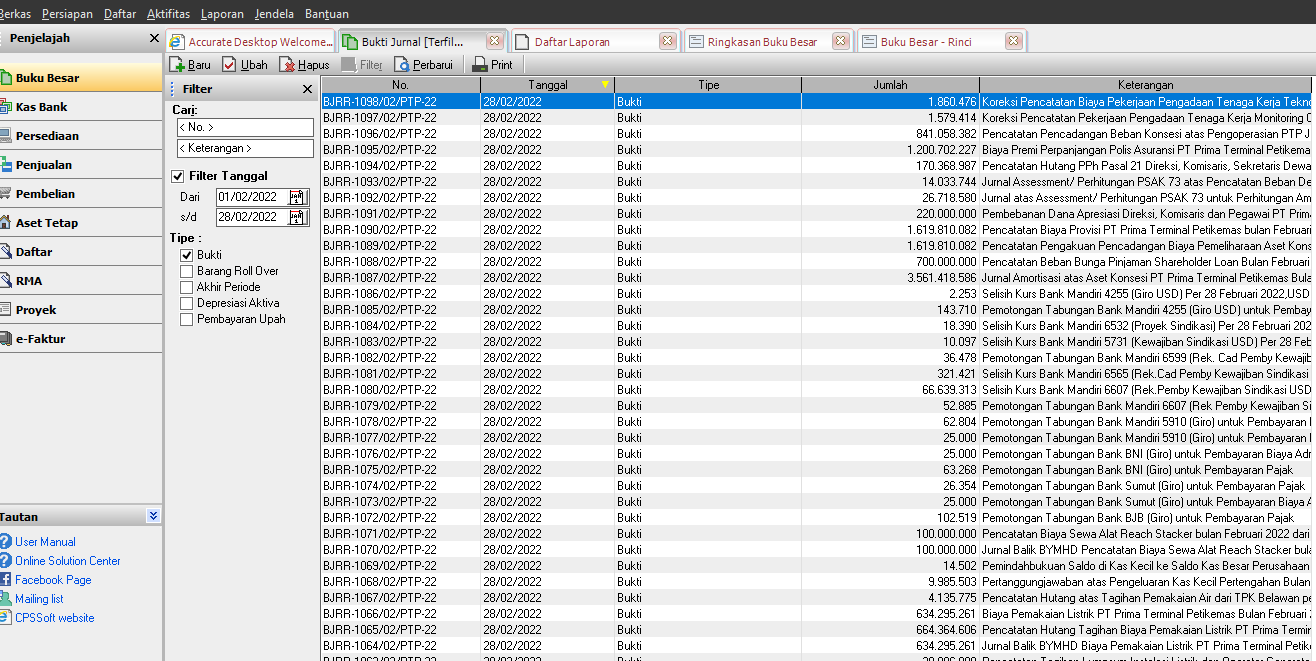 Berkas Persiapan Daftar Aktifitas Laporan Jendela Bantuan
Penjelajah
Accurate Desktop Welcome...
Bukti Jurnal [Terfil...
Daftar Laporan
Ringkasan Buku Besar
Buku Besar - Rinci
Baru Ubah Hapus Filter Perbarui Print
Buku Besar
Kas Bank
Persediaan
Penjualan
Pembelian
Aset Tetap
Daftar
RMA
Proyek
e-Faktur
Tautan
User Manual
Online Solution Center
Facebook Page
Mailing list
CPSSoft website
Filter
Cari:
< No. >
< Keterangan >
Filter Tanggal
Dari 01/02/2022
s/d 28/02/2022
Tipe :
Bukti
Barang Roll Over
Akhir Periode
Depresiasi Aktiva
Pembayaran Upah
No. Tanggal Tipe Jumlah Keterangan
BJRR-1098/02/PTP-22 28/02/2022 Bukti 1.860.476 Koreksi Pencatatan Biaya Pekerjaan Pengadaan Tenaga Kerja Tekno
BJRR-1097/02/PTP-22 28/02/2022 Bukti 1.579.414 Koreksi Pencatatan Pekerjaan Pengadaan Tenaga Kerja Monitoring
BJRR-1096/02/PTP-22 28/02/2022 Bukti 841.058.382 Pencatatan Pencadangan Beban Konsesi atas Pengoperasian PTP
BJRR-1095/02/PTP-22 28/02/2022 Bukti 1.200.702.227 Biaya Premi Perpanjangan Polis Asuransi PT Prima Terminal Petikema
BJRR-1094/02/PTP-22 28/02/2022 Bukti 170.368.987 Pencatatan Hutang PPh Pasal 21 Direksi, Komisaris, Sekretaris Dewa
BJRR-1093/02/PTP-22 28/02/2022 Bukti 14.033.744 Jurnal Assessment/ Perhitungan PSAK 73 atas Pencatatan Beban De
BJRR-1092/02/PTP-22 28/02/2022 Bukti 26.718.580 Jurnal atas Assessment/ Perhitungan PSAK 73 untuk Perhitungan Am
BJRR-1091/02/PTP-22 28/02/2022 Bukti 220.000.000 Pembebanan Dana Apresiasi Direksi, Komisaris dan Pegawai PT Prim
BJRR-1090/02/PTP-22 28/02/2022 Bukti 1.619.810.082 Pencatatan Biaya Provisi PT Prima Terminal Petikemas bulan Februari
BJRR-1089/02/PTP-22 28/02/2022 Bukti 1.619.810.082 Pencatatan Pengakuan Pencadangan Biaya Pemeliharaan Aset Kons
BJRR-1088/02/PTP-22 28/02/2022 Bukti 700.000.000 Pencatatan Beban Bunga Pinjaman Shareholder Loan Bulan Februari
BJRR-1087/02/PTP-22 28/02/2022 Bukti 3.561.418.586 Jurnal Amortisasi atas Aset Konsesi PT Prima Terminal Petikemas Bula
BJRR-1086/02/PTP-22 28/02/2022 Bukti 2.253 Selisih Kurs Bank Mandiri 4255 (Giro USD) Per 28 Februari 2022,USD
BJRR-1085/02/PTP-22 28/02/2022 Bukti 143.710 Pemotongan Tabungan Bank Mandiri 4255 (Giro USD) untuk Pembay
BJRR-1084/02/PTP-22 28/02/2022 Bukti 18.390 Selisih Kurs Bank Mandiri 6532 (Proyek Sindikasi) Per 28 Februari 202
BJRR-1083/02/PTP-22 28/02/2022 Bukti 10.097 Selisih Kurs Bank Mandiri 5731 (Kewajiban Sindikasi USD) Per 28 Feb
BJRR-1082/02/PTP-22 28/02/2022 Bukti 36.478 Pemotongan Tabungan Bank Mandiri 6599 (Rek. Cad Pemby Kewajib
BJRR-1081/02/PTP-22 28/02/2022 Bukti 321.421 Selisih Kurs Bank Mandiri 6565 (Rek.Cad Pemby Kewajiban Sindikasi
BJRR-1080/02/PTP-22 28/02/2022 Bukti 66.639.313 Selisih Kurs Bank Mandiri 6607 (Rek.Pemby Kewajiban Sindikasi USD
BJRR-1079/02/PTP-22 28/02/2022 Bukti 52.885 Pemotongan Tabungan Bank Mandiri 6607 (Rek Pemby Kewajiban Si
BJRR-1078/02/PTP-22 28/02/2022 Bukti 62.804 Pemotongan Tabungan Bank Mandiri 5910 (Giro) untuk Pembayaran
BJRR-1077/02/PTP-22 28/02/2022 Bukti 25.000 Pemotongan Tabungan Bank Mandiri 5910 (Giro) untuk Pembayaran
BJRR-1076/02/PTP-22 28/02/2022 Bukti 25.000 Pemotongan Tabungan Bank BNI (Giro) untuk Pembayaran Biaya Adr
BJRR-1075/02/PTP-22 28/02/2022 Bukti 63.268 Pemotongan Tabungan Bank BNI (Giro) untuk Pembayaran Pajak
BJRR-1074/02/PTP-22 28/02/2022 Bukti 26.354 Pemotongan Tabungan Bank Sumut (Giro) untuk Pembayaran Pajak
BJRR-1073/02/PTP-22 28/02/2022 Bukti 25.000 Pemotongan Tabungan Bank Sumut (Giro) untuk Pembayaran Biaya A
BJRR-1072/02/PTP-22 28/02/2022 Bukti 102.519 Pemotongan Tabungan Bank BJB (Giro) untuk Pembayaran Pajak
BJRR-1071/02/PTP-22 28/02/2022 Bukti 100.000.000 Pencatatan Biaya Sewa Alat Reach Stacker bulan Februari 2022 dari
BJRR-1070/02/PTP-22 28/02/2022 Bukti 100.000.000 Jurnal Balik BYMHD Pencatatan Biaya Sewa Alat Reach Stacker bula
BJRR-1069/02/PTP-22 28/02/2022 Bukti 14.502 Pemindahbukuan Saldo di Kas Kecil ke Saldo Kas Besar Perusahaan
BJRR-1068/02/PTP-22 28/02/2022 Bukti 9.985.503 Pertanggungjawaban atas Pengeluaran Kas Kecil Pertengahan Bulan
BJRR-1067/02/PTP-22 28/02/2022 Bukti 4.135.775 Pencatatan Hutang atas Tagihan Pemakaian Air dari TPK Belawan pe
BJRR-1066/02/PTP-22 28/02/2022 Bukti 634.295.261 Biaya Pemakaian Listrik PT Prima Terminal Petikemas Bulan Februari
BJRR-1065/02/PTP-22 28/02/2022 Bukti 664.364.606 Pencatatan Hutang Tagihan Biaya Pemakaian Listrik PT Prima Termin
BJRR-1064/02/PTP-22 28/02/2022 Bukti 634.295.261 Jurnal Balik BYMHD Biaya Pemakaian Listrik PT Prima Terminal Petik